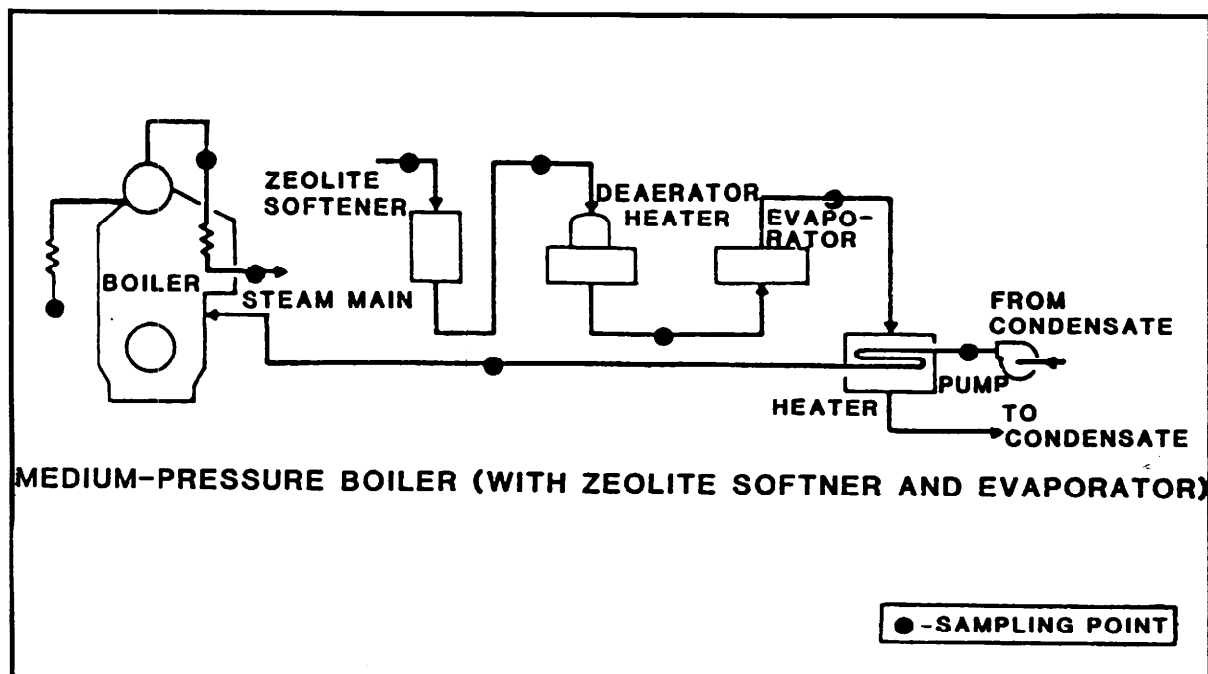 ZEOLITE
SOFTENER
DEAERATOR
HEATER
EVAPO-
RATOR
BOILER
STEAM MAIN
FROM
CONDENSATE
PUMP
HEATER
TO
CONDENSATE
MEDIUM-PRESSURE BOILER (WITH ZEOLITE SOFTNER AND EVAPORATOR)
-SAMPLING POINT